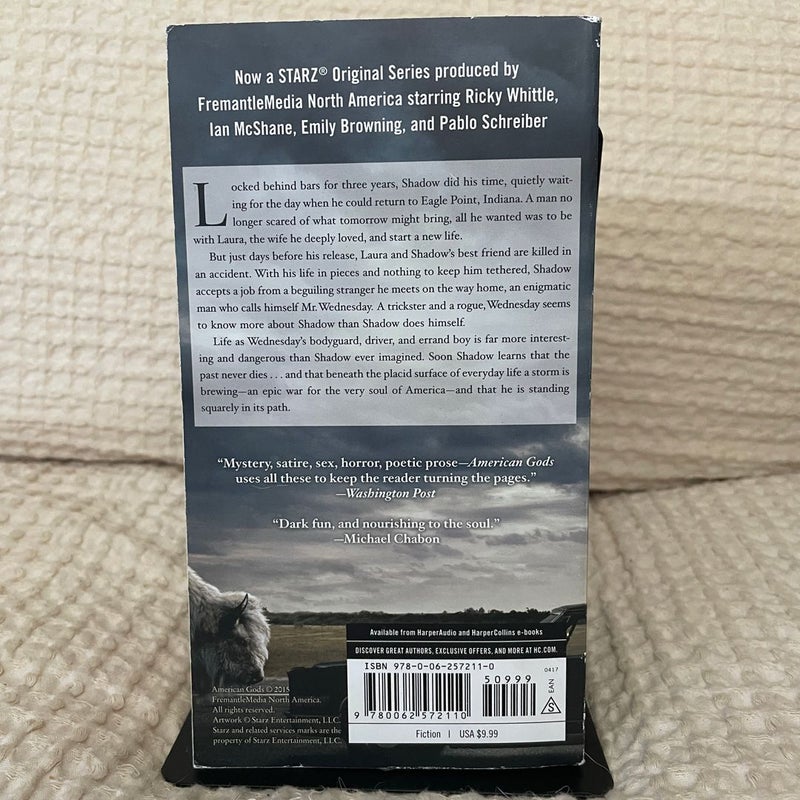 Now a STARZ® Original Series produced by
FremantleMedia North America starring Ricky Whittle,
Ian McShane, Emily Browning, and Pablo Schreiber
Locked behind bars for three years, Shadow did his time, quietly wait-
ing for the day when he could return to Eagle Point, Indiana. A man no
longer scared of what tomorrow might bring, all he wanted was to be
with Laura, the wife he deeply loved, and start a new life.
But just days before his release, Laura and Shadow's best friend are killed in
an accident. With his life in pieces and nothing to keep him tethered, Shadow
accepts a job from a beguiling stranger he meets on the way home, an enigmatic
man who calls himself Mr. Wednesday. A trickster and a rogue, Wednesday seems
to know more about Shadow than Shadow does himself.
Life as Wednesday's bodyguard, driver, and errand boy is far more interest-
ing and dangerous than Shadow ever imagined. Soon Shadow learns that the
past never dies . . . and that beneath the placid surface of everyday life a storm is
brewing—an epic war for the very soul of America—and that he is standing
squarely in its path.
"Mystery, satire, sex, horror, poetic prose—American Gods
uses all these to keep the reader turning the pages."
—Washington Post
"Dark fun, and nourishing to the soul."
—Michael Chabon
Available from HarperAudio and HarperCollins e-books
DISCOVER GREAT AUTHORS, EXCLUSIVE OFFERS, AND MORE AT HC.COM.
ISBN 978-0-06-257211-0
50999
0417
EAN
S
9 780062 572110
Fiction | USA $9.99
American Gods © 2015
FremantleMedia North America.
All rights reserved.
Artwork © Starz Entertainment, LLC.
Starz and related services marks are the
property of Starz Entertainment, LLC.